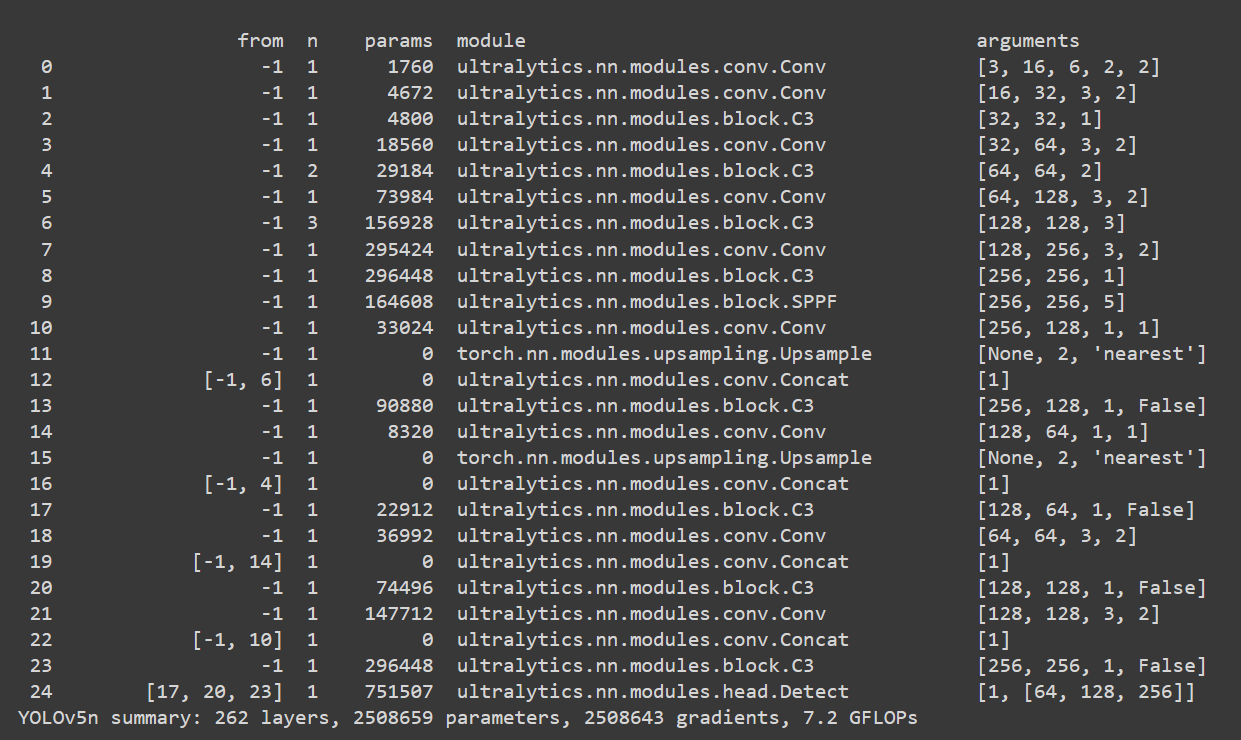 from n params module arguments
0 -1 1 1760 ultralytics.nn.modules.conv.Conv [3, 16, 6, 2, 2]
1 -1 1 4672 ultralytics.nn.modules.conv.Conv [16, 32, 3, 2]
2 -1 1 4800 ultralytics.nn.modules.block.C3 [32, 32, 1]
3 -1 1 18560 ultralytics.nn.modules.conv.Conv [32, 64, 3, 2]
4 -1 2 29184 ultralytics.nn.modules.block.C3 [64, 64, 2]
5 -1 1 73984 ultralytics.nn.modules.conv.Conv [64, 128, 3, 2]
6 -1 3 156928 ultralytics.nn.modules.block.C3 [128, 128, 3]
7 -1 1 295424 ultralytics.nn.modules.conv.Conv [128, 256, 3, 2]
8 -1 1 296448 ultralytics.nn.modules.block.C3 [256, 256, 1]
9 -1 1 164608 ultralytics.nn.modules.block.SPPF [256, 256, 5]
10 -1 1 33024 ultralytics.nn.modules.conv.Conv [256, 128, 1, 1]
11 -1 1 0 torch.nn.modules.upsampling.Upsample [None, 2, 'nearest']
12 [-1, 6] 1 0 ultralytics.nn.modules.conv.Concat [1]
13 -1 1 90880 ultralytics.nn.modules.block.C3 [256, 128, 1, False]
14 -1 1 8320 ultralytics.nn.modules.conv.Conv [128, 64, 1, 1]
15 -1 1 0 torch.nn.modules.upsampling.Upsample [None, 2, 'nearest']
16 [-1, 4] 1 0 ultralytics.nn.modules.conv.Concat [1]
17 -1 1 22912 ultralytics.nn.modules.block.C3 [128, 64, 1, False]
18 -1 1 36992 ultralytics.nn.modules.conv.Conv [64, 64, 3, 2]
19 [-1, 14] 1 0 ultralytics.nn.modules.conv.Concat [1]
20 -1 1 74496 ultralytics.nn.modules.block.C3 [128, 128, 1, False]
21 -1 1 147712 ultralytics.nn.modules.conv.Conv [128, 128, 3, 2]
22 [-1, 10] 1 0 ultralytics.nn.modules.conv.Concat [1]
23 -1 1 296448 ultralytics.nn.modules.block.C3 [256, 256, 1, False]
24 [17, 20, 23] 1 751507 ultralytics.nn.modules.head.Detect [1, [64, 128, 256]]
YOLOv5n summary: 262 layers, 2508659 parameters, 2508643 gradients, 7.2 GFLOPs